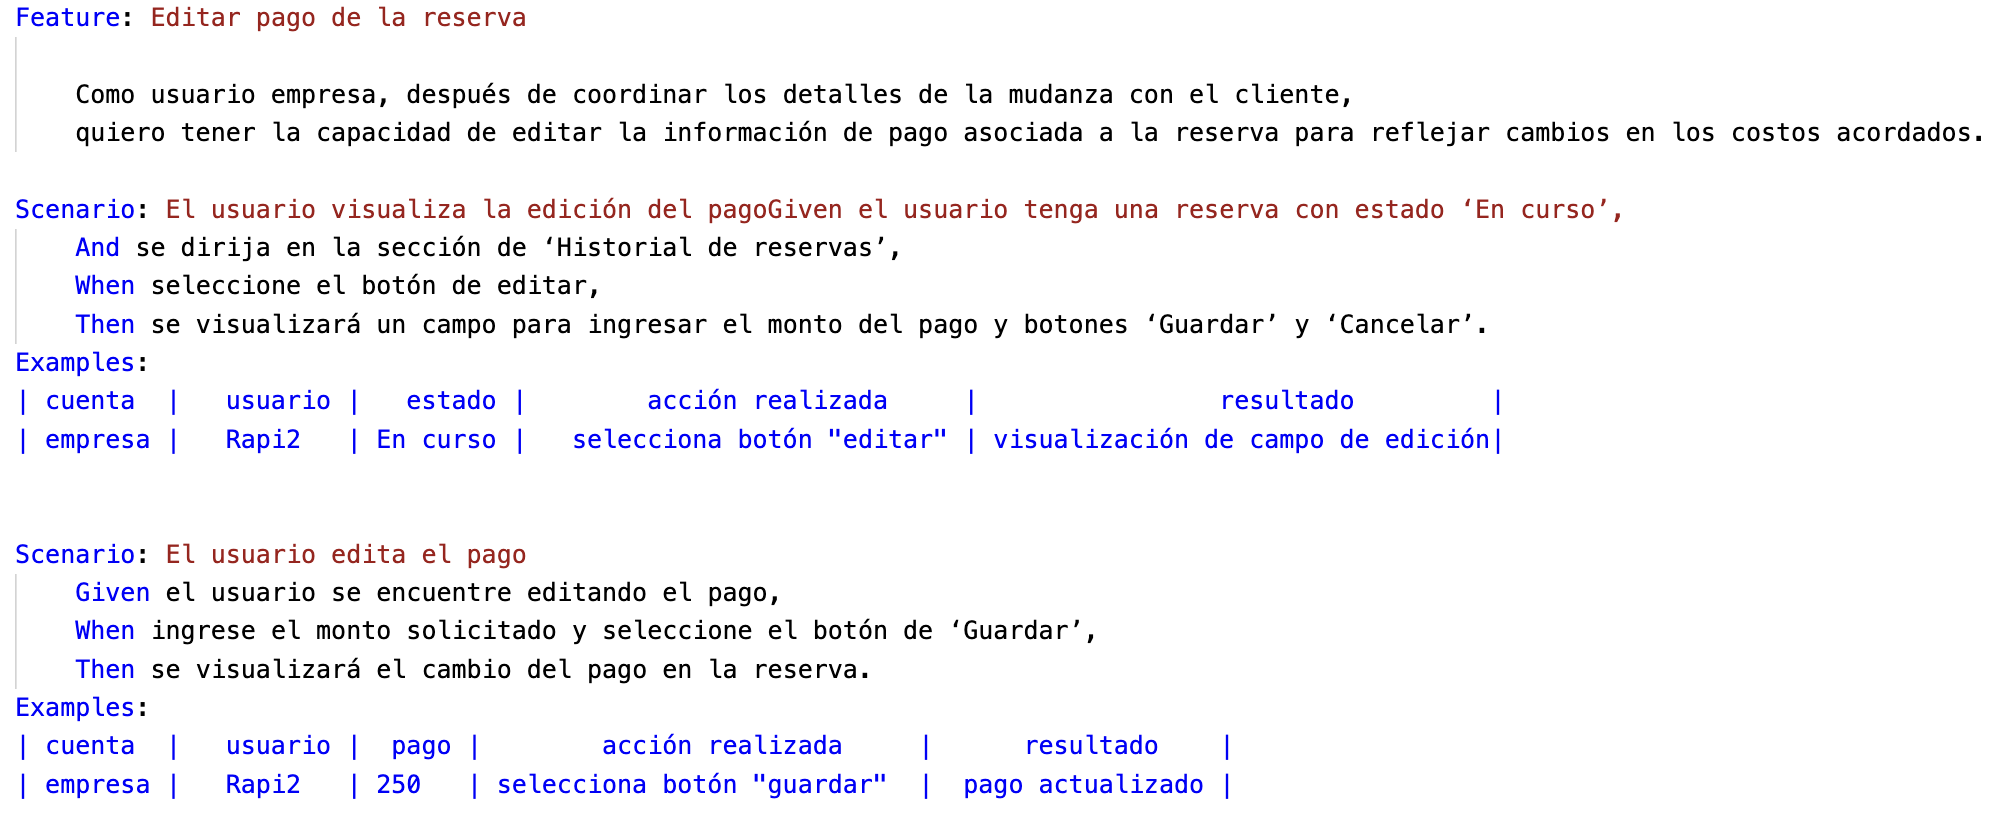 Feature: Editar pago de la reserva
Como usuario empresa, después de coordinar los detalles de la mudanza con el cliente,
quiero tener la capacidad de editar la información de pago asociada a la reserva para reflejar cambios en los costos acordados.
Scenario: El usuario visualiza la edición del pagoGiven el usuario tenga una reserva con estado ‘En curso’,
And se dirija en la sección de ‘Historial de reservas’,
When seleccione el botón de editar,
Then se visualizará un campo para ingresar el monto del pago y botones ‘Guardar’ y ‘Cancelar’.
Examples:
| cuenta  |   usuario |   estado |        acción realizada     |                resultado         |
| empresa |   Rapi2   | En curso |   selecciona botón "editar" | visualización de campo de edición|
Scenario: El usuario edita el pago
Given el usuario se encuentre editando el pago,
When ingrese el monto solicitado y seleccione el botón de ‘Guardar’,
Then se visualizará el cambio del pago en la reserva.
Examples:
| cuenta  |   usuario |  pago |        acción realizada     |      resultado    |
| empresa |   Rapi2   | 250   | selecciona botón "guardar"  |  pago actualizado |